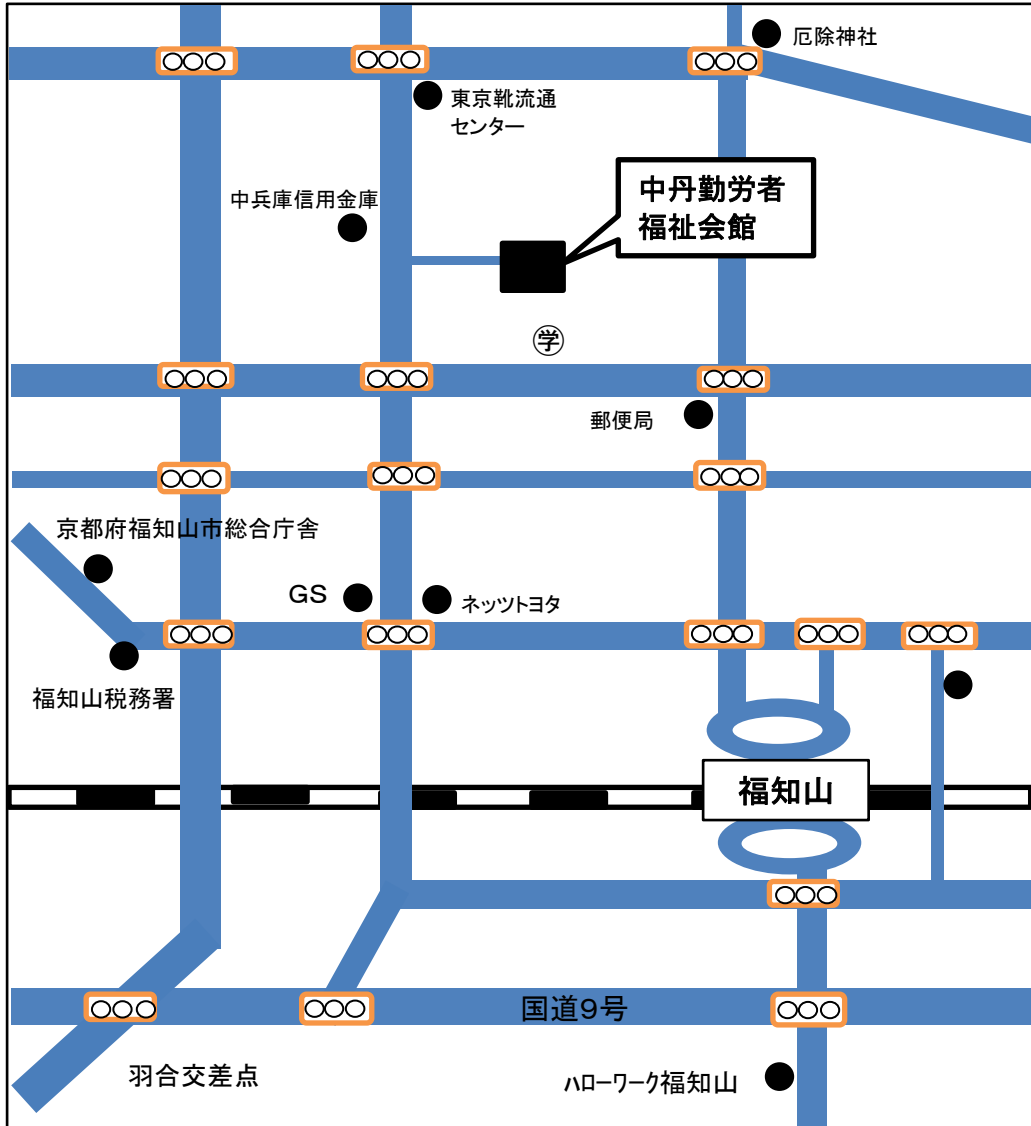 厄除神社
東京靴流通
センター
中丹勤労者
福祉会館
中兵庫信用金庫
学
郵便局
京都府福知山市総合庁舎
GS
ネッツトヨタ
福知山税務署
福知山
国道9号
羽合交差点
ハローワーク福知山